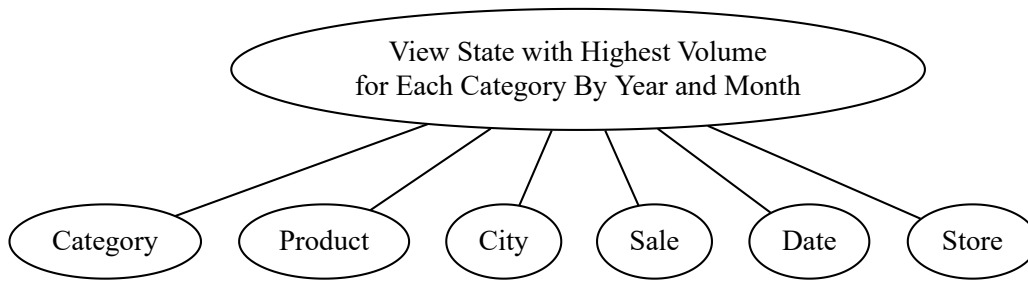 View State with Highest Volume
for Each Category By Year and Month
Category
Product
City
Sale
Date
Store